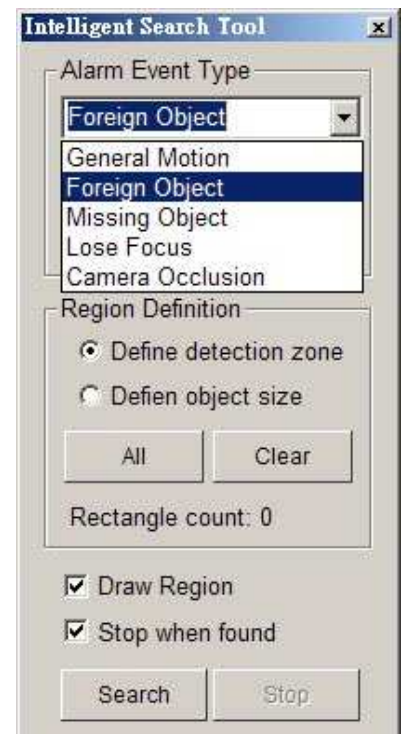 Intelligent Search Tool
Alarm Event Type
Foreign Object
General Motion
Foreign Object
Missing Object
Lose Focus
Camera Occlusion
Region Definition
Define detection zone
Defien object size
All Clear
Rectangle count: 0
Draw Region
Stop when found
Search Stop